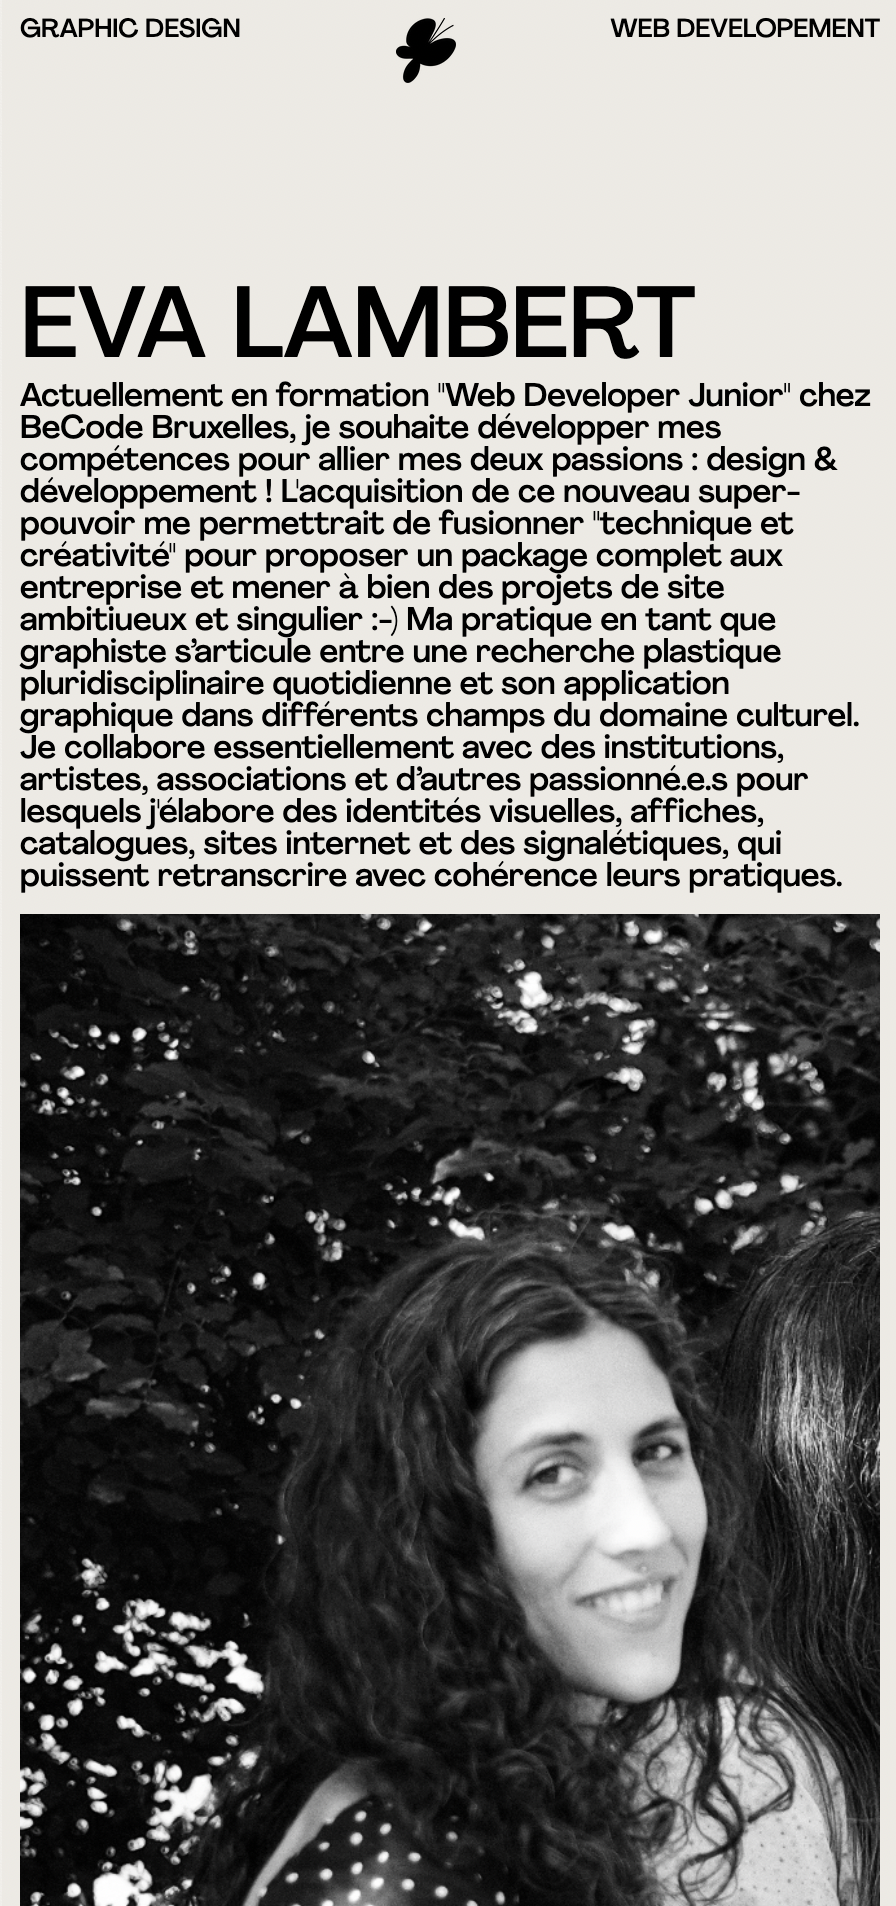 GRAPHIC DESIGN
WEB DEVELOPEMENT
EVA LAMBERT
Actuellement en formation "Web Developer Junior" chez
BeCode Bruxelles, je souhaite développer mes
compétences pour allier mes deux passions : design &
développement ! L'acquisition de ce nouveau super-
pouvoir me permettrait de fusionner "technique et
créativité" pour proposer un package complet aux
entreprise et mener à bien des projets de site
ambitiueux et singulier :-) Ma pratique en tant que
graphiste s’articule entre une recherche plastique
pluridisciplinaire quotidienne et son application
graphique dans différents champs du domaine culturel.
Je collabore essentiellement avec des institutions,
artistes, associations et d’autres passionné.e.s pour
lesquels j'élabore des identités visuelles, affiches,
catalogues, sites internet et des signalétiques, qui
puissent retranscrire avec cohérence leurs pratiques.